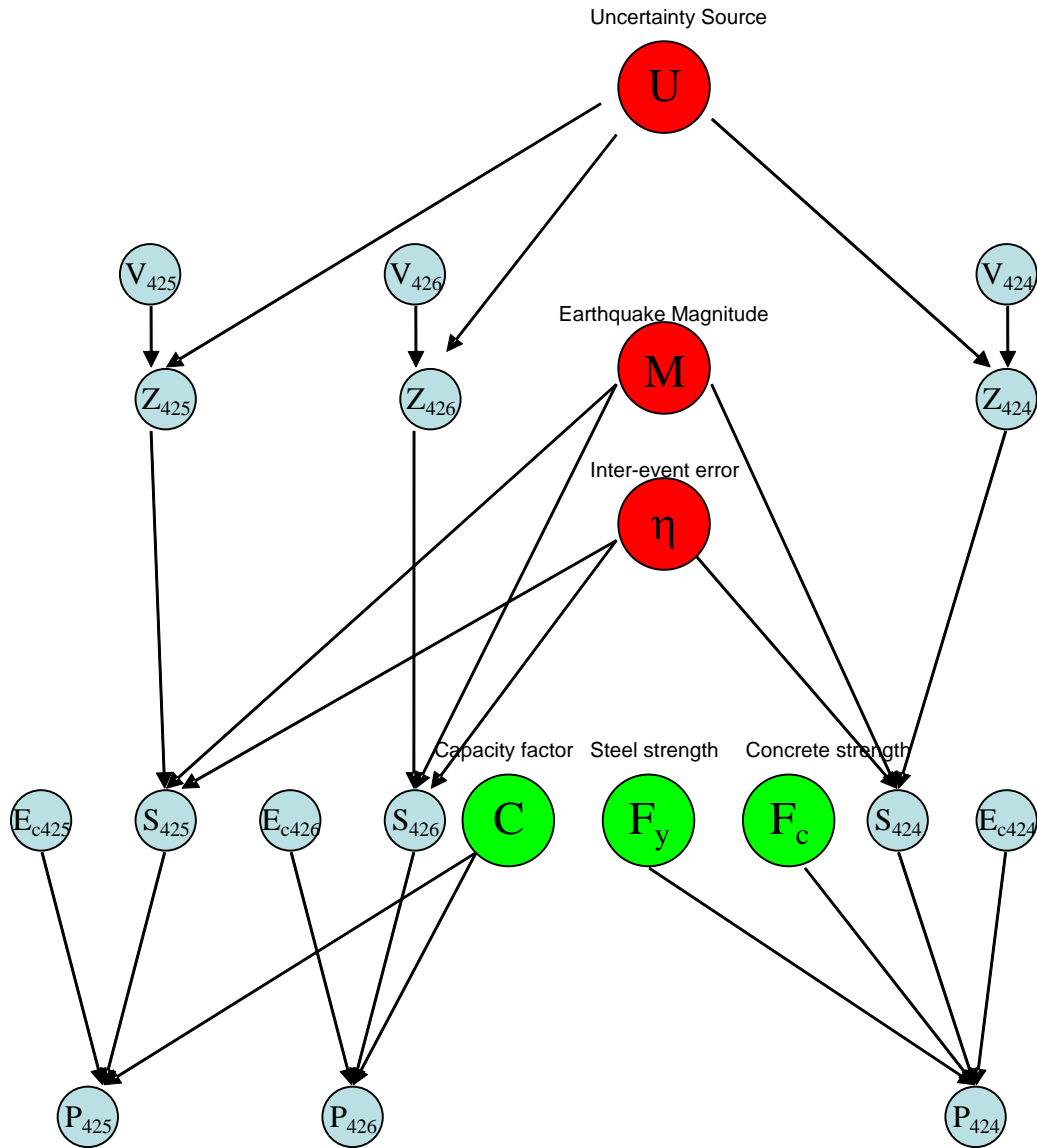 Uncertainty Source
U
V425 V426 V424
Earthquake Magnitude
M
Z425 Z426 Z424
Inter-event error
η
Capacity factor Steel strength Concrete strength
Ec425 S425 Ec426 S426 C Fy Fc S424 Ec424
P425 P426 P424